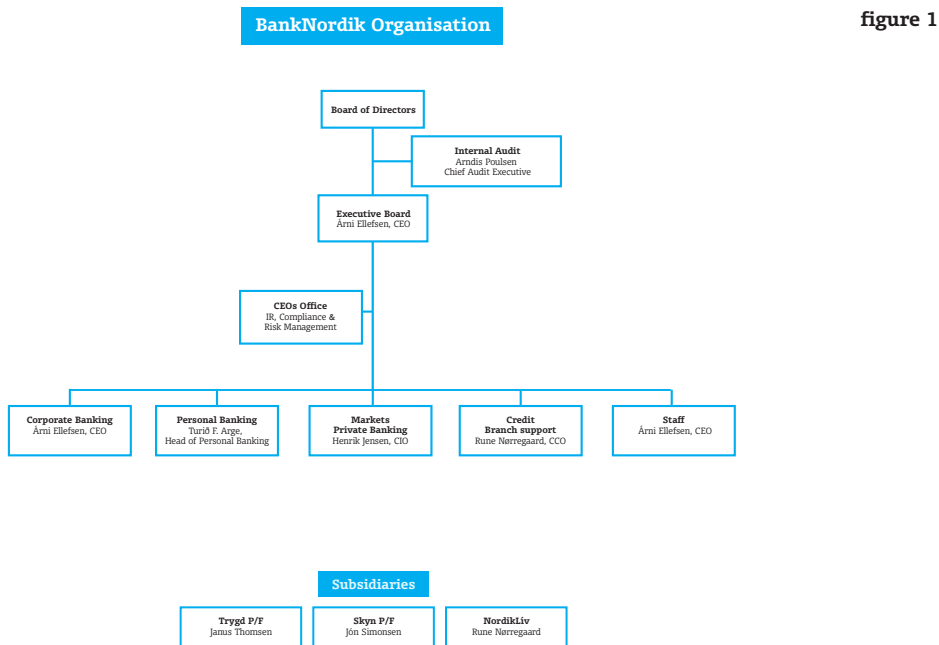 BankNordik Organisation
figure 1
Board of Directors
Internal Audit
Arndis Poulsen
Chief Audit Executive
Executive Board
Árni Ellefsen, CEO
CEOs Office
IR, Compliance &
Risk Management
Corporate Banking
Árni Ellefsen, CEO
Personal Banking
Turið F. Arge,
Head of Personal Banking
Markets
Private Banking
Henrik Jensen, CIO
Credit
Branch support
Rune Nørregaard, CCO
Staff
Árni Ellefsen, CEO
Subsidiaries
Trygd P/F
Janus Thomsen
Skyn P/F
Jón Simonsen
NordikLív
Rune Nørregaard